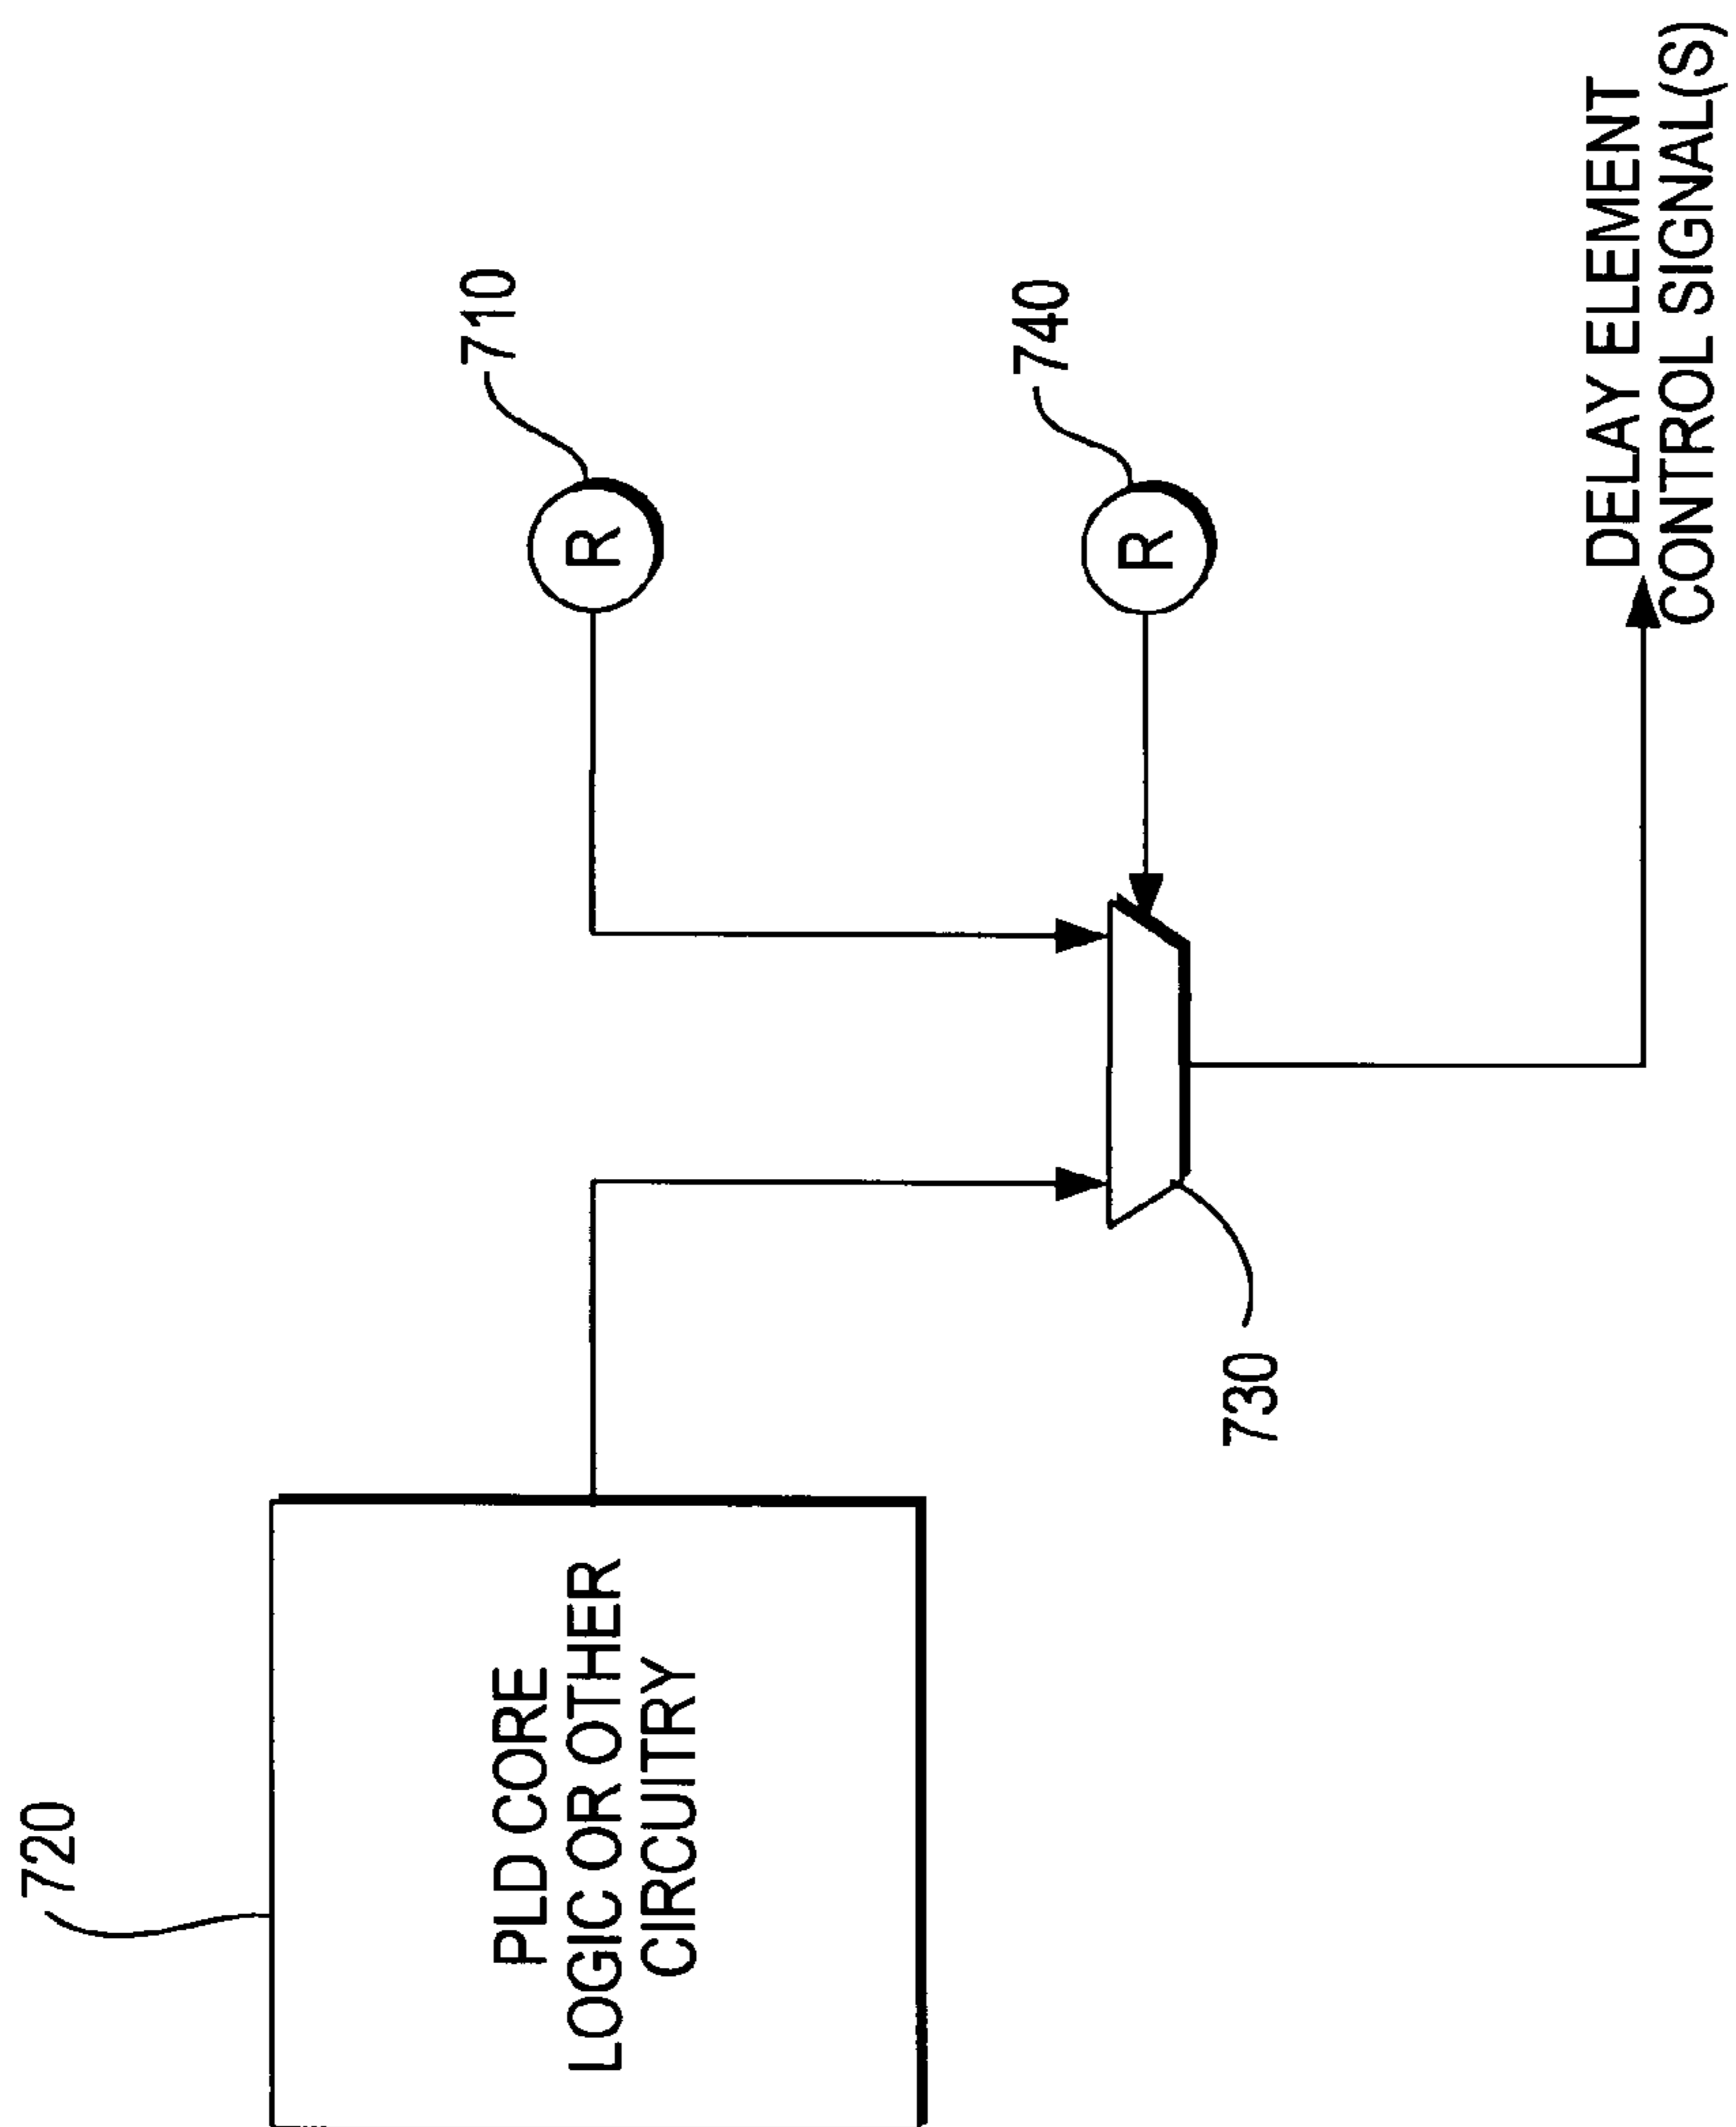 720
PLD CORE
LOGIC OR OTHER
CIRCUITRY
730
710
R
740
R
DELAY ELEMENT
CONTROL SIGNAL(S)